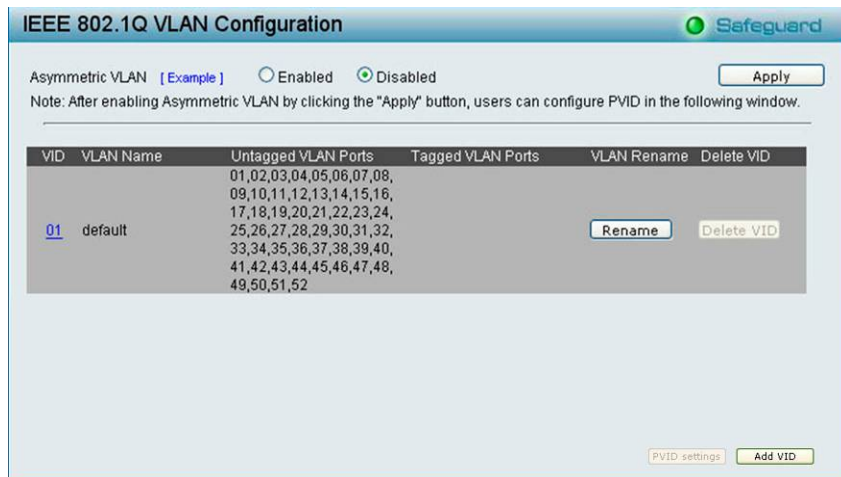 IEEE 802.1Q VLAN Configuration
Safeguard
Asymmetric VLAN [ Example ] Enabled Disabled Apply
Note: After enabling Asymmetric VLAN by clicking the "Apply" button, users can configure PVID in the following window.
VID VLAN Name Untagged VLAN Ports Tagged VLAN Ports VLAN Rename Delete VID
01,02,03,04,05,06,07,08,
09,10,11,12,13,14,15,16,
17,18,19,20,21,22,23,24,
01 default 25,26,27,28,29,30,31,32, Rename Delete VID
33,34,35,36,37,38,39,40,
41,42,43,44,45,46,47,48,
49,50,51,52
PVID settings Add VID